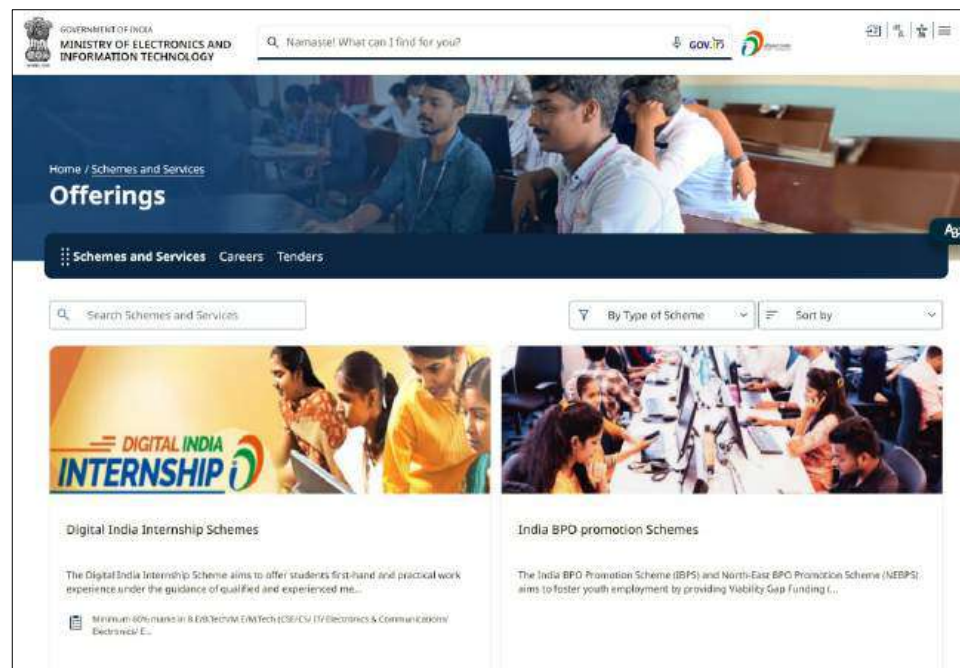 GOVERNMENT OF INDIA
MINISTRY OF ELECTRONICS AND
INFORMATION TECHNOLOGY
Namaste! What can I find for you?
GOV.
Home / Schemes and Services
Offerings
Schemes and Services Careers Tenders
Search Schemes and Services
By Type of Scheme
Sort by
DIGITAL INDIA
INTERNSHIP
Digital India Internship Schemes
The Digital India Internship Scheme aims to offer students first-hand and practical work
experience under the guidance of qualified and experienced me...
Minimum 60% marks in B.E/B.Tech/M.E/M.Tech (CSE/CS/ IT/ Electronics & Communications/
Electronics/ E...
India BPO promotion Schemes
The India BPO Promotion Scheme (IBPS) and North-East BPO Promotion Scheme (NEBPS)
aims to foster youth employment by providing Viability Gap Funding (...